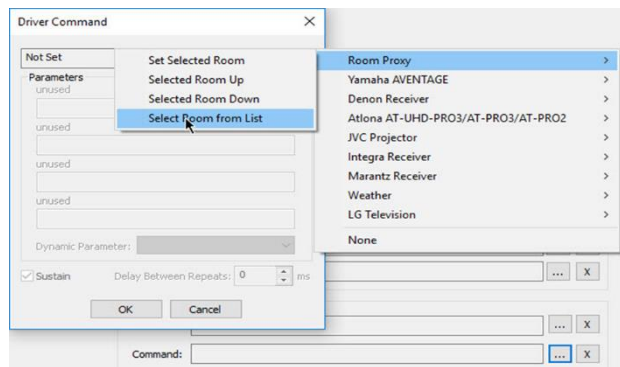 Driver Command
Not Set
Parameters
unused
unused
unused
unused
Dynamic Parameter:
Sustain
Delay Between Repeats: 0 ms
OK
Cancel
Set Selected Room
Selected Room Up
Selected Room Down
Select Room from List
Room Proxy >
Yamaha AVENTAGE >
Denon Receiver >
Atlona AT-UHD-PRO3/AT-PRO3/AT-PRO2 >
JVC Projector >
Integra Receiver >
Marantz Receiver >
Weather >
LG Television >
None
... X
... X
Command: ... X